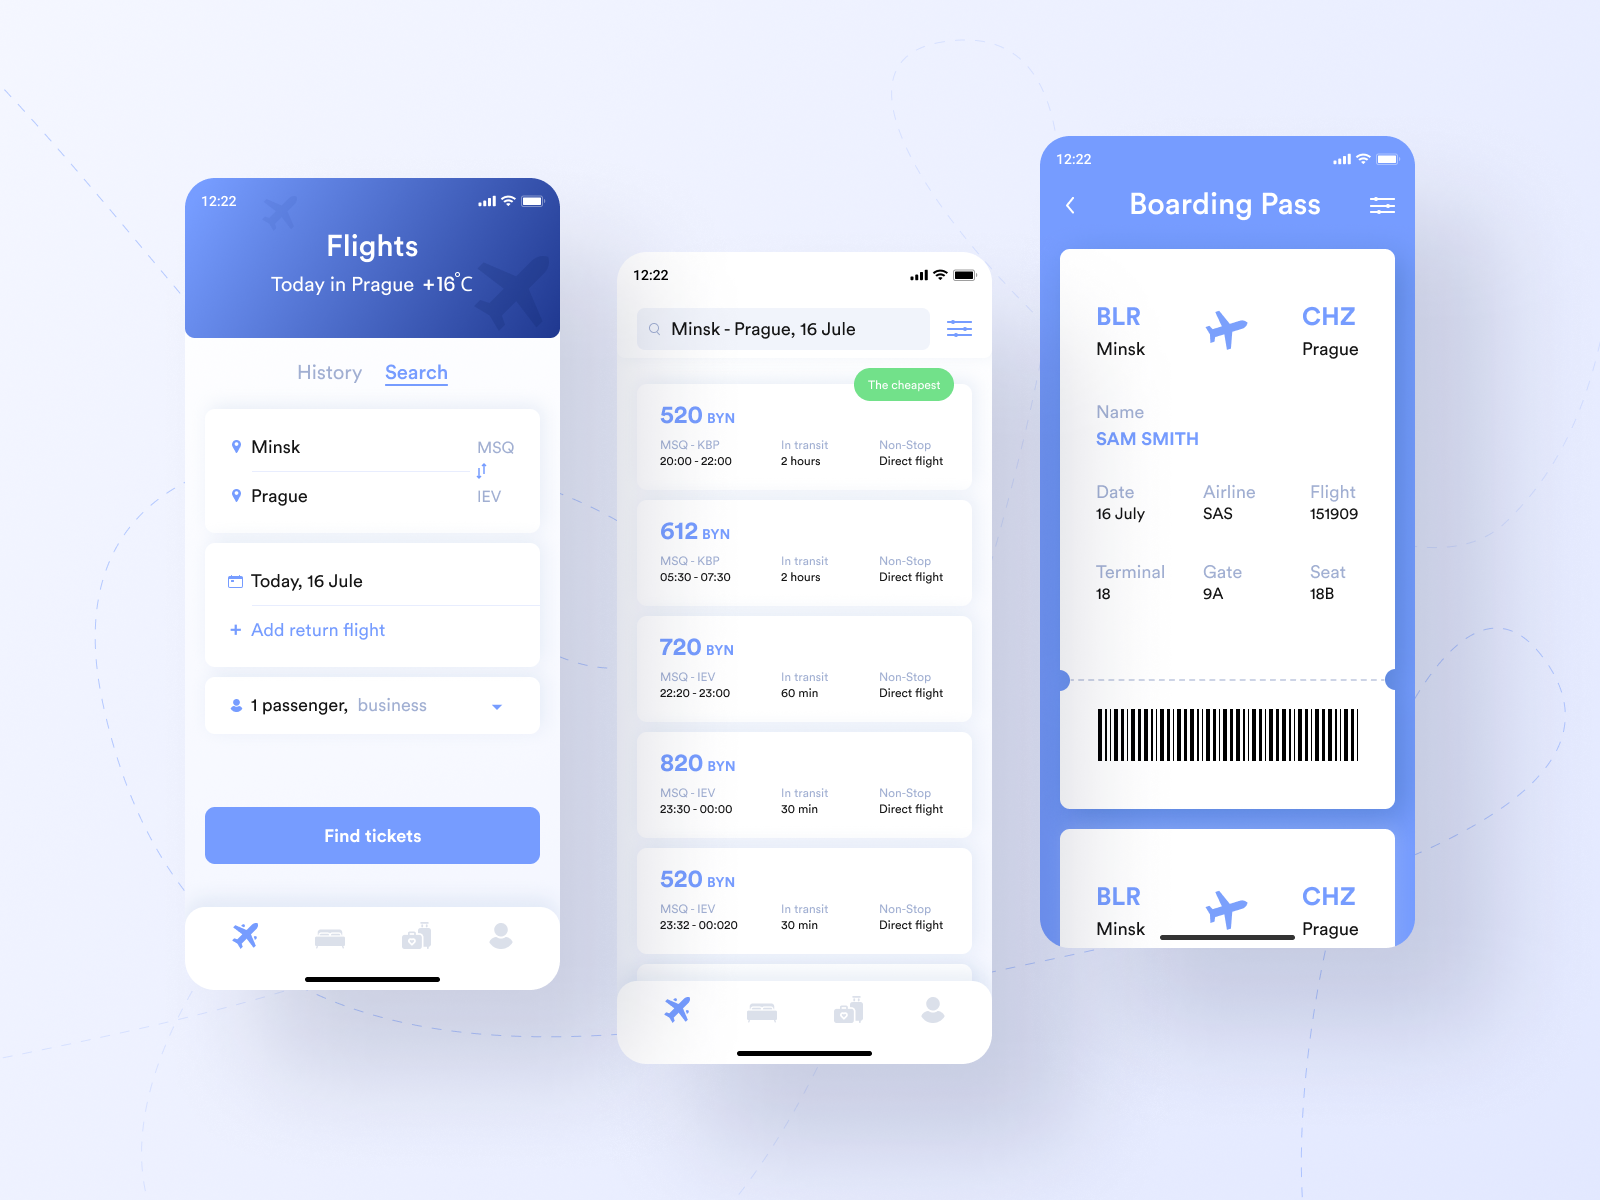 12:22
Flights
Today in Prague +16°C
History Search
Minsk MSQ
Prague IEV
Today, 16 Jule
+ Add return flight
1 passenger, business
Find tickets
12:22
Minsk - Prague, 16 Jule
The cheapest
520 BYN
MSQ - KBP In transit Non-Stop
20:00 - 22:00 2 hours Direct flight
612 BYN
MSQ - KBP In transit Non-Stop
05:30 - 07:30 2 hours Direct flight
720 BYN
MSQ - IEV In transit Non-Stop
22:20 - 23:00 60 min Direct flight
820 BYN
MSQ - IEV In transit Non-Stop
23:30 - 00:00 30 min Direct flight
520 BYN
MSQ - IEV In transit Non-Stop
23:32 - 00:020 30 min Direct flight
12:22
Boarding Pass
BLR CHZ
Minsk Prague
Name
SAM SMITH
Date Airline Flight
16 July SAS 151909
Terminal Gate Seat
18 9A 18B
BLR CHZ
Minsk Prague